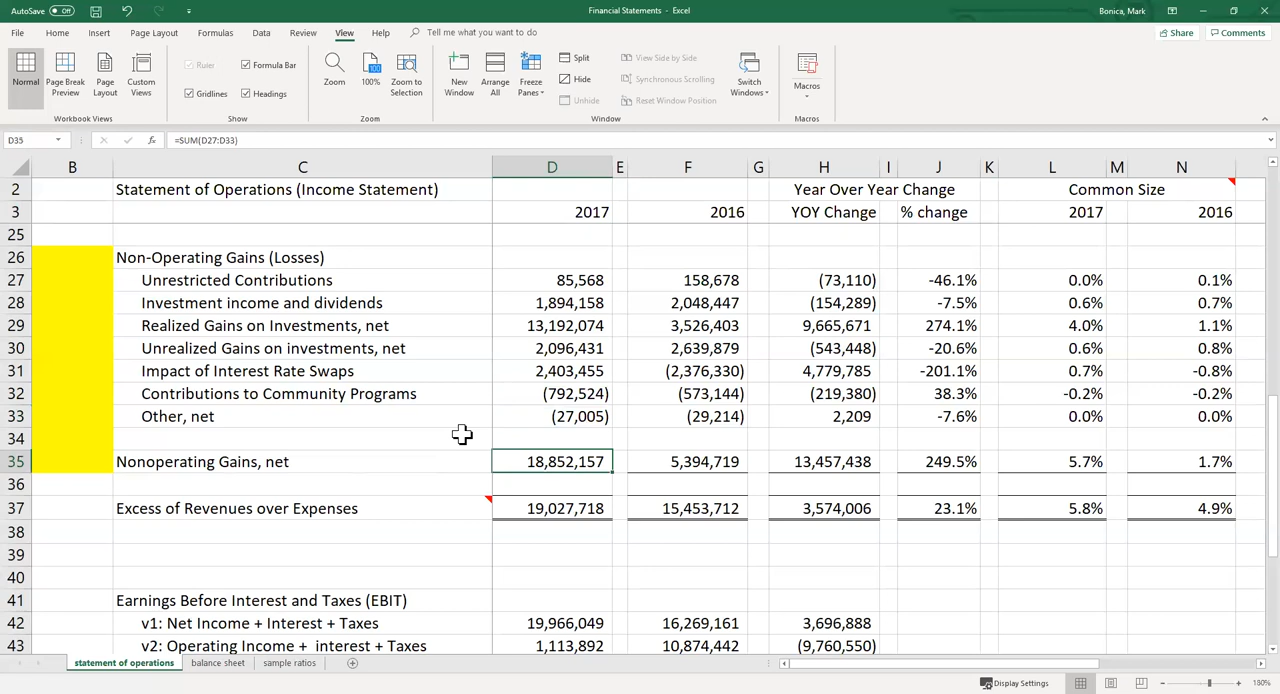 AutoSave Off Financial Statements - Excel Bonica, Mark
File Home Insert Page Layout Formulas Data Review View Help Tell me what you want to do Share Comments
Normal Page Break Preview Page Layout Custom Views Ruler Formula Bar Gridlines Headings Zoom 100% Zoom to Selection New Window Arrange All Freeze Panes Split Hide Unhide View Side by Side Synchronous Scrolling Reset Window Position Switch Windows Macros
Workbook Views Show Zoom Window Macros
D35 fx =SUM(D27:D33)
B C D E F G H I J K L M N
2 Statement of Operations (Income Statement) Year Over Year Change Common Size
3 2017 2016 YOY Change % change 2017 2016
25
26 Non-Operating Gains (Losses)
27 Unrestricted Contributions 85,568 158,678 (73,110) -46.1% 0.0% 0.1%
28 Investment income and dividends 1,894,158 2,048,447 (154,289) -7.5% 0.6% 0.7%
29 Realized Gains on Investments, net 13,192,074 3,526,403 9,665,671 274.1% 4.0% 1.1%
30 Unrealized Gains on investments, net 2,096,431 2,639,879 (543,448) -20.6% 0.6% 0.8%
31 Impact of Interest Rate Swaps 2,403,455 (2,376,330) 4,779,785 -201.1% 0.7% -0.8%
32 Contributions to Community Programs (792,524) (573,144) (219,380) 38.3% -0.2% -0.2%
33 Other, net (27,005) (29,214) 2,209 -7.6% 0.0% 0.0%
34
35 Nonoperating Gains, net 18,852,157 5,394,719 13,457,438 249.5% 5.7% 1.7%
36
37 Excess of Revenues over Expenses 19,027,718 15,453,712 3,574,006 23.1% 5.8% 4.9%
38
39
40
41 Earnings Before Interest and Taxes (EBIT)
42 v1: Net Income + Interest + Taxes 19,966,049 16,269,161 3,696,888
43 v2: Operating Income + interest + Taxes 1,113,892 10,874,442 (9,760,550)
statement of operations balance sheet sample ratios
Display Settings 180%